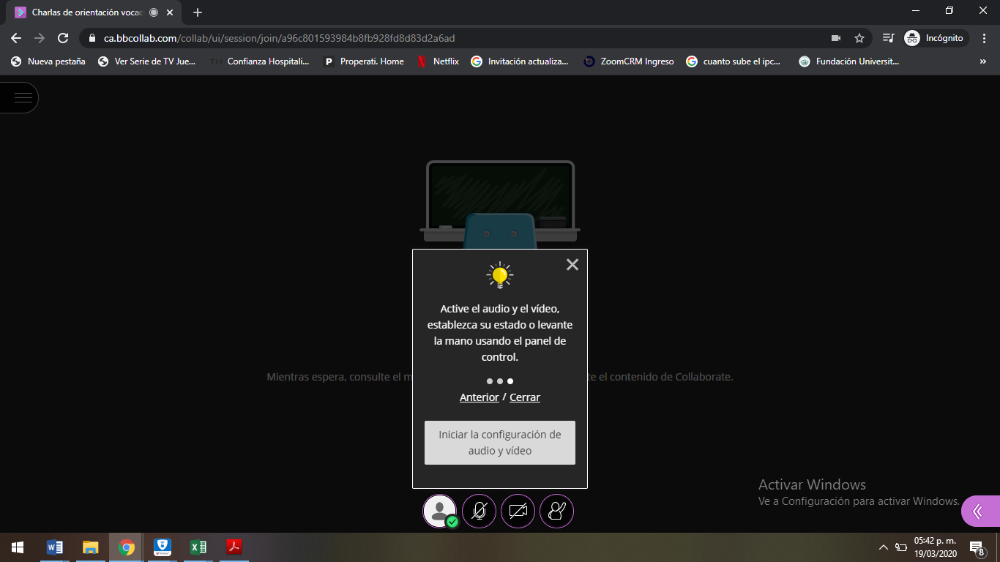 Charlas de orientación vocac
ca.bbcollab.com/collab/ui/session/join/a96c801593984b8fb928fd8d83d2a6ad
Incógnito
Nueva pestaña Ver Serie de TV Jue... TH Confianza Hospitali... P Properati. Home Netflix Invitación actualiza... ZoomCRM Ingreso cuanto sube el ipc... Fundación Universit... »
Active el audio y el vídeo,
establezca su estado o levante
la mano usando el panel de
control.
Mientras espera, consulte el m
te el contenido de Collaborate.
Anterior / Cerrar
Iniciar la configuración de
audio y vídeo
Activar Windows
Ve a Configuración para activar Windows.
05:42 p. m.
19/03/2020
8